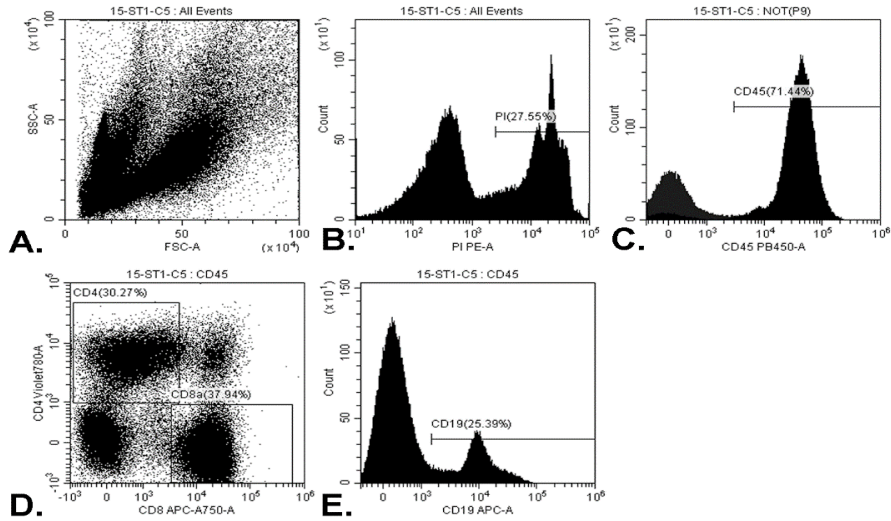 15-ST1-C5 : All Events
(x10⁴)
100
50
0
SSC-A
0
50
100
FSC-A
(x10⁴)
A.
15-ST1-C5 : All Events
(x10¹)
100
50
0
Count
PI(27.55%)
10¹
10²
10³
10⁴
10⁵
PI PE-A
B.
15-ST1-C5 : NOT(P9)
(x10¹)
200
100
0
Count
CD45(71.44%)
0
10³
10⁴
10⁵
10⁶
CD45 PB450-A
C.
15-ST1-C5 : CD45
CD4(30.27%)
CD8a(37.94%)
10⁵
10⁴
10³
0
-10³
CD4 Violet780-A
-10³
0
10³
10⁴
10⁵
10⁶
CD8 APC-A750-A
D.
15-ST1-C5 : CD45
(x10¹)
150
100
50
0
Count
CD19(25.39%)
0
10³
10⁴
10⁵
10⁶
CD19 APC-A
E.